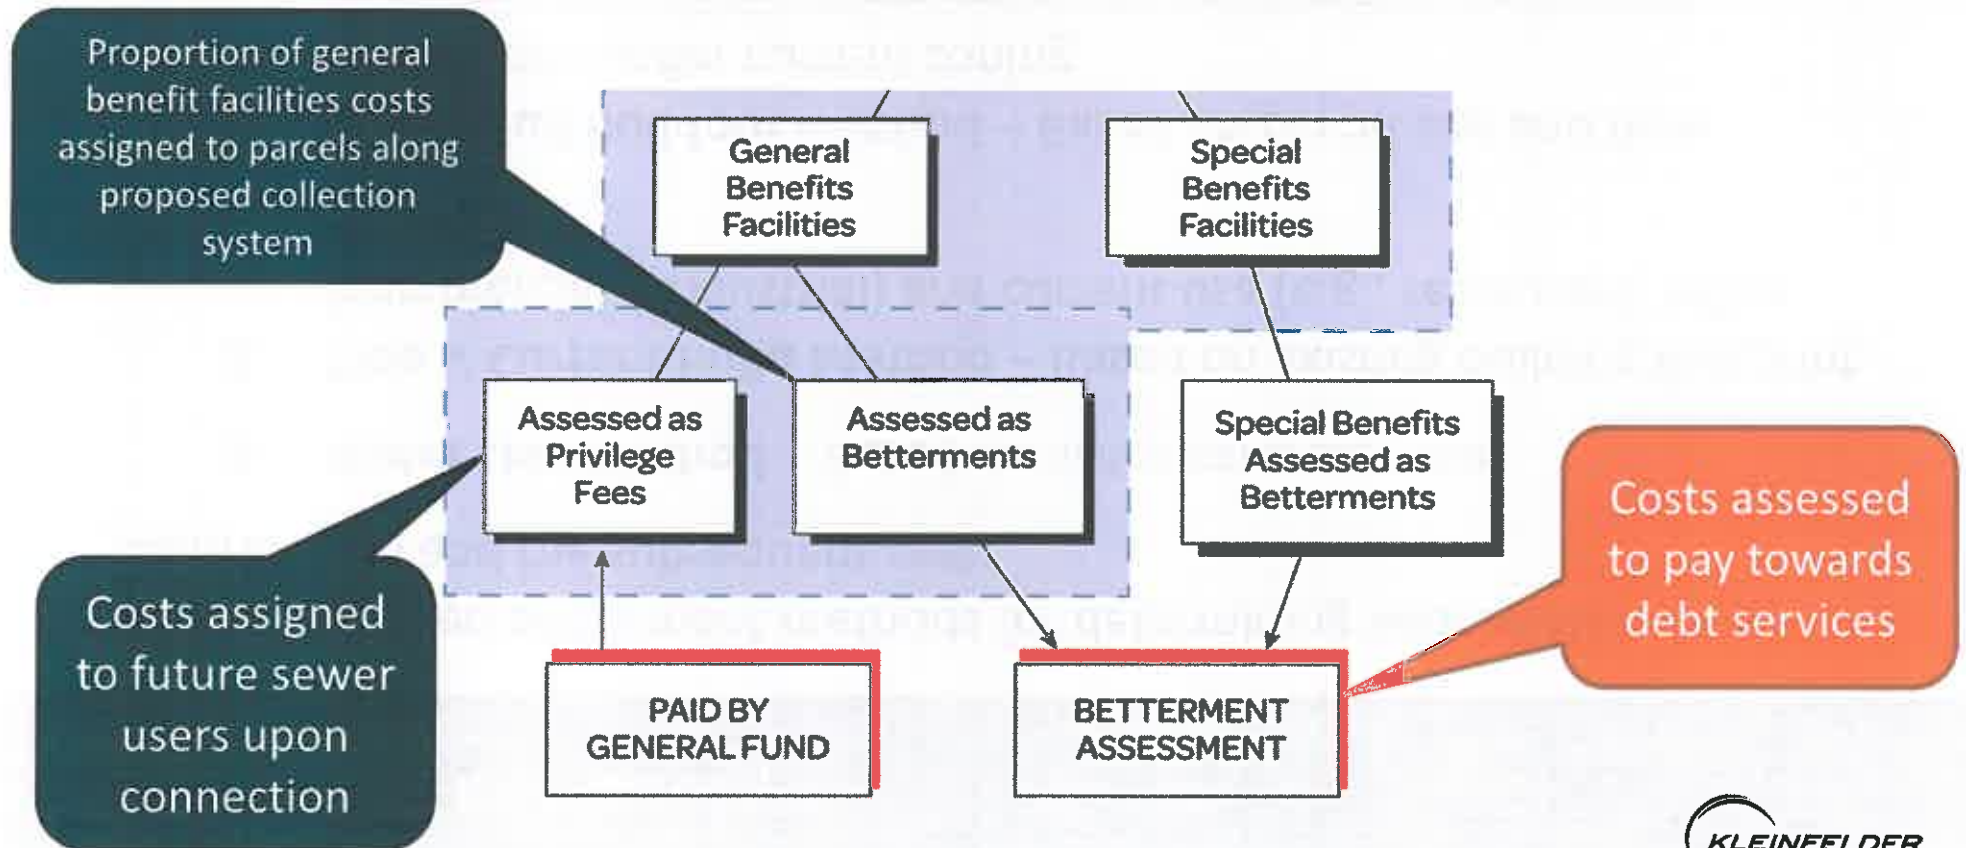 Proportion of general
benefit facilities costs
assigned to parcels along
proposed collection
system
General
Benefits
Facilities
Special
Benefits
Facilities
Assessed as
Privilege
Fees
Assessed as
Betterments
Special Benefits
Assessed as
Betterments
Costs assessed
to pay towards
debt services
Costs assigned
to future sewer
users upon
connection
PAID BY
GENERAL FUND
BETTERMENT
ASSESSMENT
KLEINFELDER